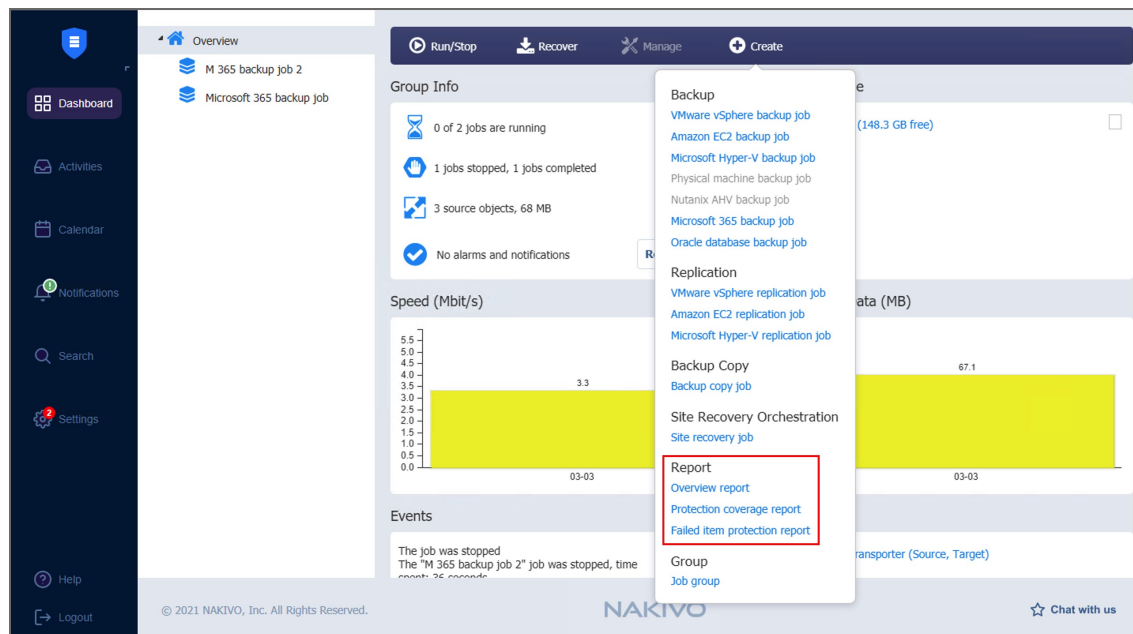 Dashboard
Activities
Calendar
Notifications
Search
2
Settings
Help
Logout
Overview
M 365 backup job 2
Microsoft 365 backup job
Run/Stop
Recover
Manage
Create
Group Info
0 of 2 jobs are running
1 jobs stopped, 1 jobs completed
3 source objects, 68 MB
No alarms and notifications
Speed (Mbit/s)
5.5
5.0
4.5
4.0
3.5
3.0
2.5
2.0
1.5
1.0
0.5
0.0
3.3
03-03
Events
The job was stopped
The "M 365 backup job 2" job was stopped, time
Backup
VMware vSphere backup job
Amazon EC2 backup job
Microsoft Hyper-V backup job
Physical machine backup job
Nutanix AHV backup job
Microsoft 365 backup job
Oracle database backup job
Replication
VMware vSphere replication job
Amazon EC2 replication job
Microsoft Hyper-V replication job
Backup Copy
Backup copy job
Site Recovery Orchestration
Site recovery job
Report
Overview report
Protection coverage report
Failed item protection report
Group
Job group
(148.3 GB free)
(MB)
67.1
03-03
(Source, Target)
© 2021 NAKIVO, Inc. All Rights Reserved.
NAKIVO
Chat with us